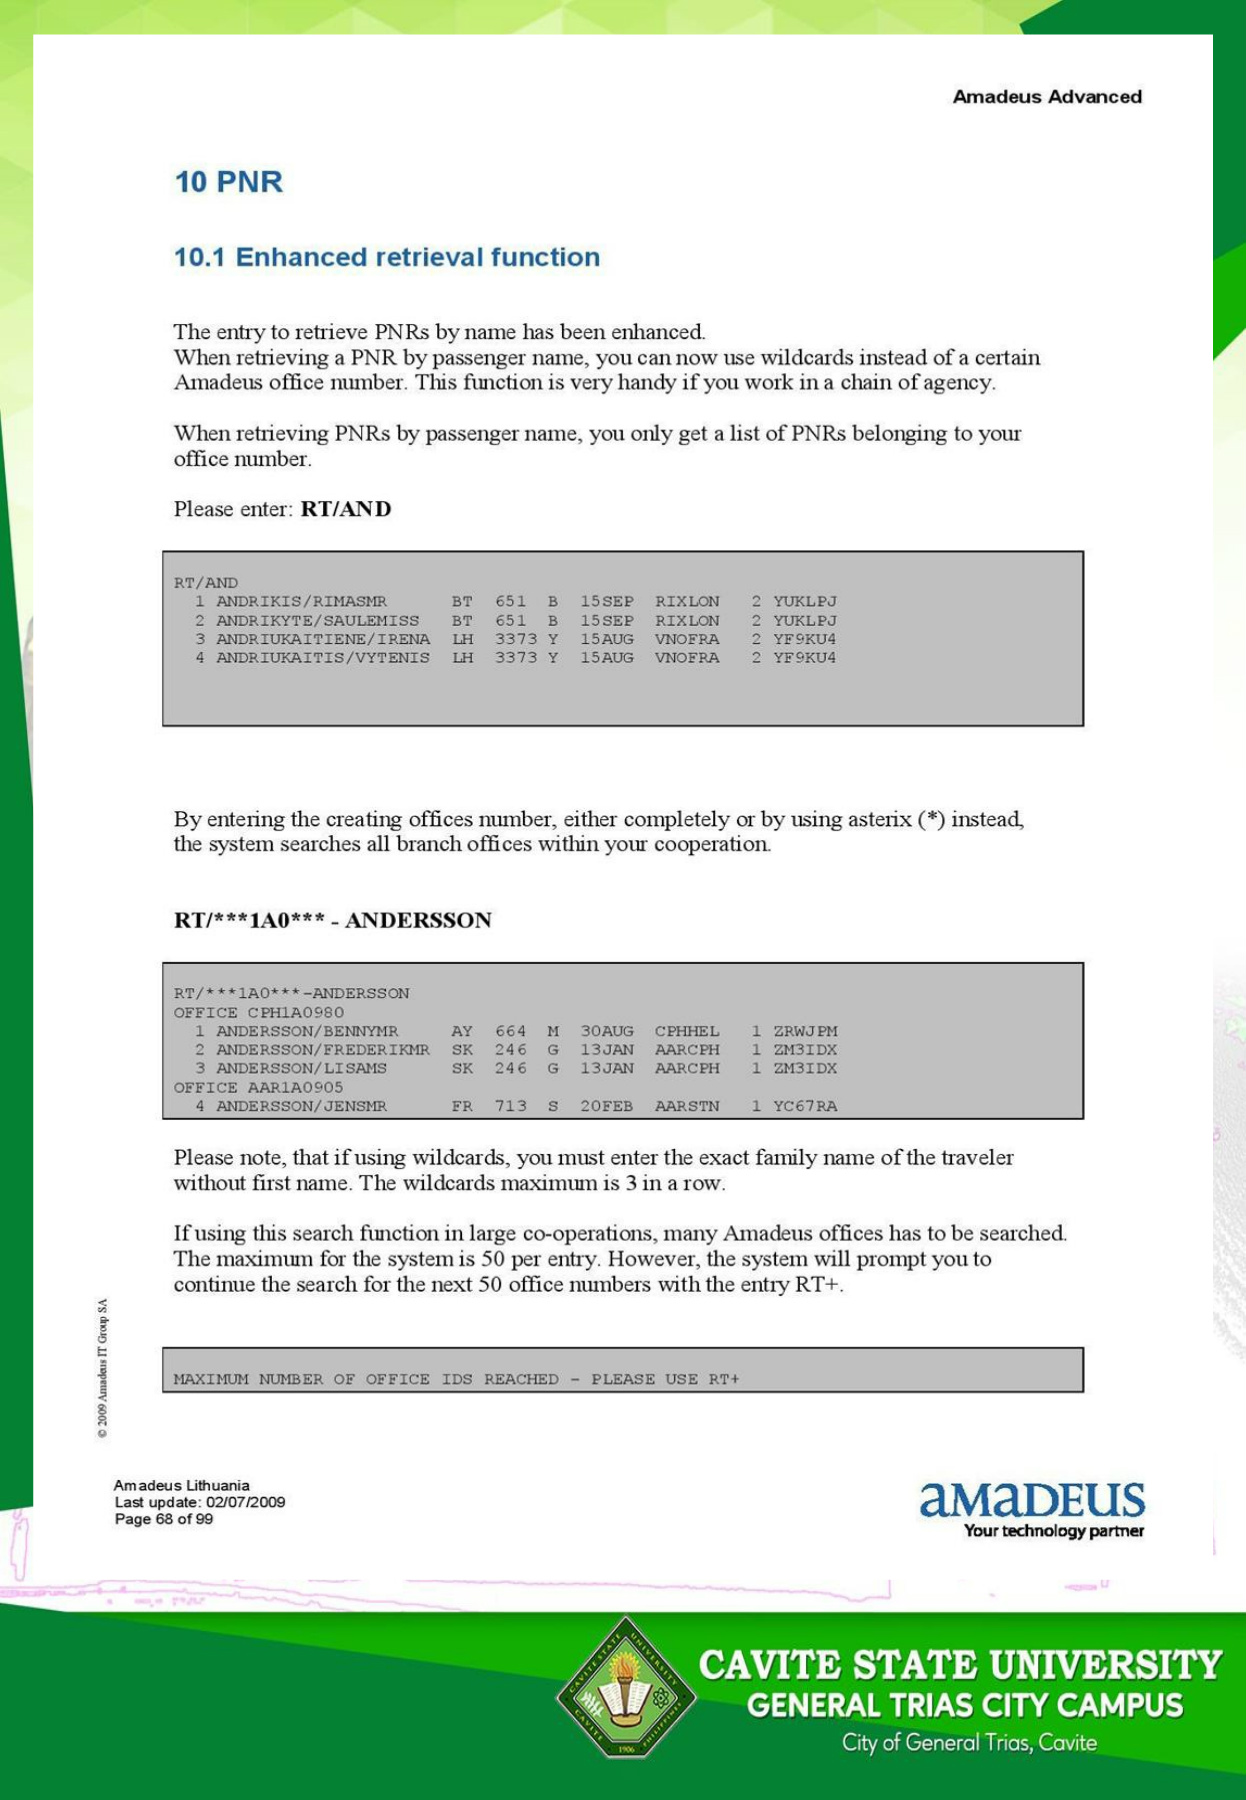 Amadeus Advanced
10 PNR
10.1 Enhanced retrieval function
The entry to retrieve PNRs by name has been enhanced.
When retrieving a PNR by passenger name, you can now use wildcards instead of a certain
Amadeus office number. This function is very handy if you work in a chain of agency.
When retrieving PNRs by passenger name, you only get a list of PNRs belonging to your
office number.
Please enter: RT/AND
RT/AND
1 ANDRIKIS/RIMASMR BT 651 B 15SEP RIXLON 2 YUKLPJ
2 ANDRIKYTE/SAULEMISS BT 651 B 15SEP RIXLON 2 YUKLPJ
3 ANDRIUKAITIENE/IRENA LH 3373 Y 15AUG VNOFRA 2 YF9KU4
4 ANDRIUKAITIS/VYTENIS LH 3373 Y 15AUG VNOFRA 2 YF9KU4
By entering the creating offices number, either completely or by using asterix (*) instead,
the system searches all branch offices within your cooperation.
RT/***1A0*** - ANDERSSON
RT/***1A0***-ANDERSSON
OFFICE CPH1A0980
1 ANDERSSON/BENNYMR AY 664 M 30AUG CPHHEL 1 ZRWJPM
2 ANDERSSON/FREDERIKMR SK 246 G 13JAN AARCPH 1 ZM3IDX
3 ANDERSSON/LISAMS SK 246 G 13JAN AARCPH 1 ZM3IDX
OFFICE AAR1A0905
4 ANDERSSON/JENSMR FR 713 S 20FEB AARSTN 1 YC67RA
Please note, that if using wildcards, you must enter the exact family name of the traveler
without first name. The wildcards maximum is 3 in a row.
If using this search function in large co-operations, many Amadeus offices has to be searched.
The maximum for the system is 50 per entry. However, the system will prompt you to
continue the search for the next 50 office numbers with the entry RT+.
MAXIMUM NUMBER OF OFFICE IDS REACHED - PLEASE USE RT+
© 2009 Amadeus IT Group SA
Amadeus Lithuania
Last update: 02/07/2009
Page 68 of 99
aMaDEUS
Your technology partner
CAVITE STATE UNIVERSITY
CAVITE
PHILIPPINES
1906
CAVITE STATE UNIVERSITY
GENERAL TRIAS CITY CAMPUS
City of General Trias, Cavite